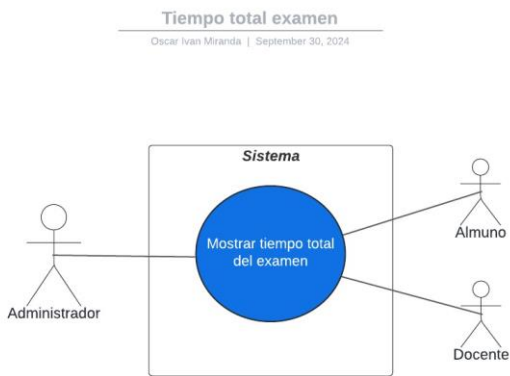 Tiempo total examen
Oscar Ivan Miranda | September 30, 2024
Sistema
Mostrar tiempo total
del examen
Administrador
Almuno
Docente